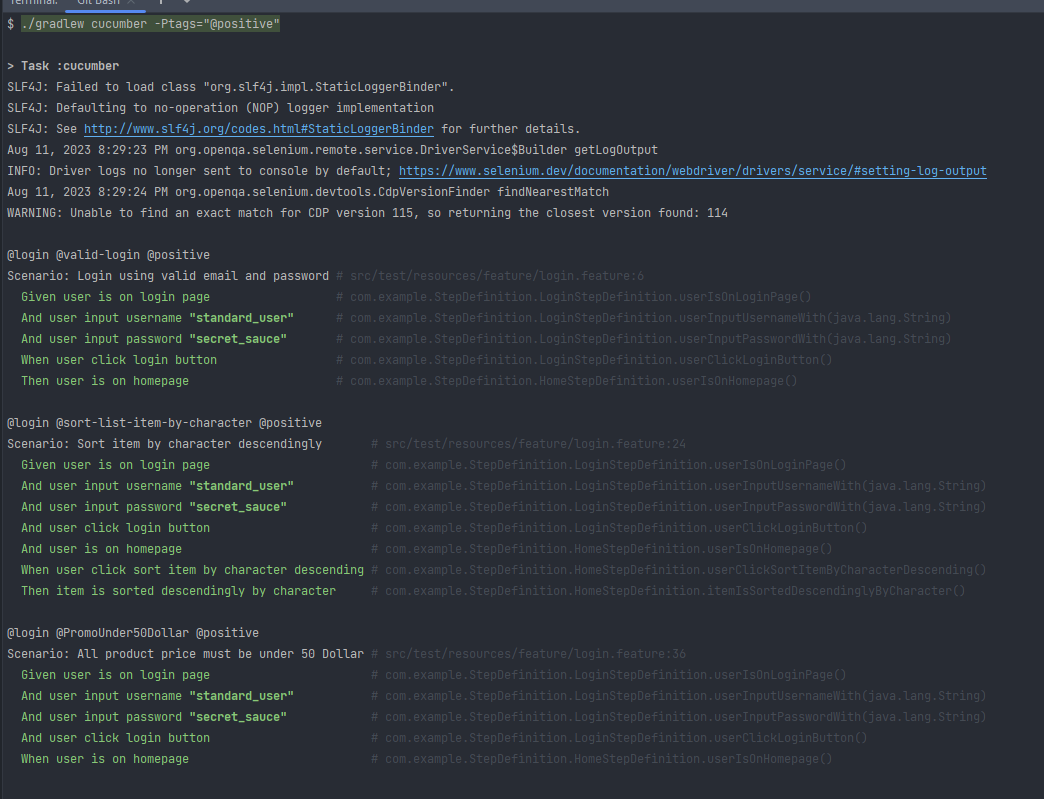 Terminal: Git Bash × + ∨
$ ./gradlew cucumber -Ptags="@positive"
> Task :cucumber
SLF4J: Failed to load class "org.slf4j.impl.StaticLoggerBinder".
SLF4J: Defaulting to no-operation (NOP) logger implementation
SLF4J: See http://www.slf4j.org/codes.html#StaticLoggerBinder for further details.
Aug 11, 2023 8:29:23 PM org.openqa.selenium.remote.service.DriverService$Builder getLogOutput
INFO: Driver logs no longer sent to console by default; https://www.selenium.dev/documentation/webdriver/drivers/service/#setting-log-output
Aug 11, 2023 8:29:24 PM org.openqa.selenium.devtools.CdpVersionFinder findNearestMatch
WARNING: Unable to find an exact match for CDP version 115, so returning the closest version found: 114
@login @valid-login @positive
Scenario: Login using valid email and password # src/test/resources/feature/login.feature:6
Given user is on login page # com.example.StepDefinition.LoginStepDefinition.userIsOnLoginPage()
And user input username "standard_user" # com.example.StepDefinition.LoginStepDefinition.userInputUsernameWith(java.lang.String)
And user input password "secret_sauce" # com.example.StepDefinition.LoginStepDefinition.userInputPasswordWith(java.lang.String)
When user click login button # com.example.StepDefinition.LoginStepDefinition.userClickLoginButton()
Then user is on homepage # com.example.StepDefinition.HomeStepDefinition.userIsOnHomepage()
@login @sort-list-item-by-character @positive
Scenario: Sort item by character descendingly # src/test/resources/feature/login.feature:24
Given user is on login page # com.example.StepDefinition.LoginStepDefinition.userIsOnLoginPage()
And user input username "standard_user" # com.example.StepDefinition.LoginStepDefinition.userInputUsernameWith(java.lang.String)
And user input password "secret_sauce" # com.example.StepDefinition.LoginStepDefinition.userInputPasswordWith(java.lang.String)
And user click login button # com.example.StepDefinition.LoginStepDefinition.userClickLoginButton()
And user is on homepage # com.example.StepDefinition.HomeStepDefinition.userIsOnHomepage()
When user click sort item by character descending # com.example.StepDefinition.HomeStepDefinition.userClickSortItemByCharacterDescending()
Then item is sorted descendingly by character # com.example.StepDefinition.HomeStepDefinition.itemIsSortedDescendinglyByCharacter()
@login @PromoUnder50Dollar @positive
Scenario: All product price must be under 50 Dollar # src/test/resources/feature/login.feature:36
Given user is on login page # com.example.StepDefinition.LoginStepDefinition.userIsOnLoginPage()
And user input username "standard_user" # com.example.StepDefinition.LoginStepDefinition.userInputUsernameWith(java.lang.String)
And user input password "secret_sauce" # com.example.StepDefinition.LoginStepDefinition.userInputPasswordWith(java.lang.String)
And user click login button # com.example.StepDefinition.LoginStepDefinition.userClickLoginButton()
When user is on homepage # com.example.StepDefinition.HomeStepDefinition.userIsOnHomepage()